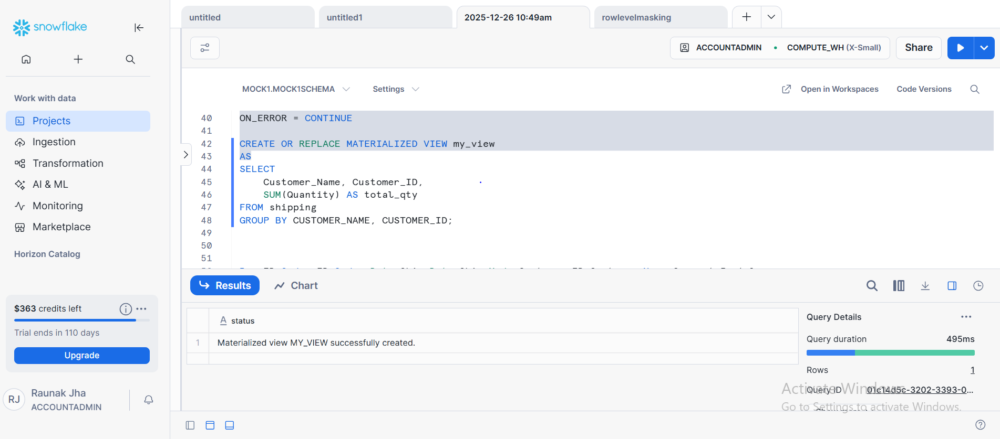 snowflake
Work with data
Projects
Ingestion
Transformation
AI & ML
Monitoring
Marketplace
Horizon Catalog
$363 credits left
Trial ends in 110 days
Upgrade
RJ
Raunak Jha
ACCOUNTADMIN
untitled
untitled1
2025-12-26 10:49am
rowlevelmasking
ACCOUNTADMIN
COMPUTE_WH (X-Small)
Share
MOCK1.MOCK1SCHEMA
Settings
Open in Workspaces
Code Versions
40 ON_ERROR = CONTINUE
41
42 CREATE OR REPLACE MATERIALIZED VIEW my_view
43 AS
44 SELECT
45 Customer_Name, Customer_ID,
46 SUM(Quantity) AS total_qty
47 FROM shipping
48 GROUP BY CUSTOMER_NAME, CUSTOMER_ID;
49
50
51
Results
Chart
A status
1 Materialized view MY_VIEW successfully created.
Query Details
Query duration 495ms
Rows 1
Query ID 01c14d5c-3202-3393-0...
Activate Windows
Go to Settings to activate Windows.